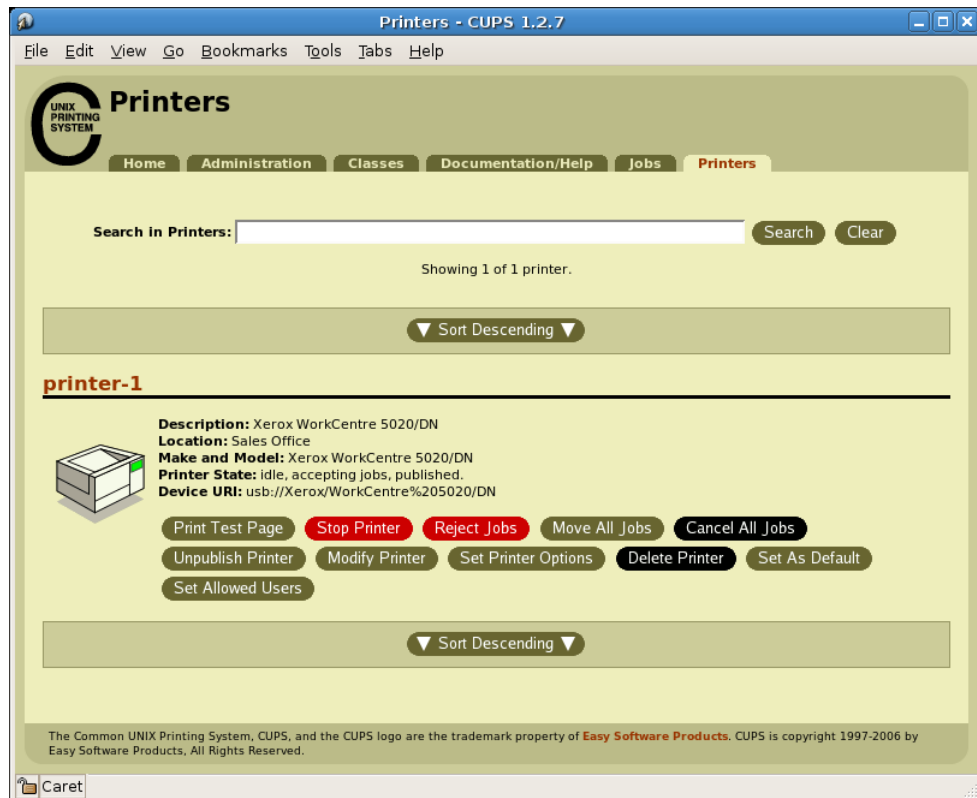 Printers - CUPS 1.2.7
File Edit View Go Bookmarks Tools Tabs Help
UNIX
PRINTING
SYSTEM
Printers
Home Administration Classes Documentation/Help Jobs Printers
Search in Printers: Search Clear
Showing 1 of 1 printer.
▼ Sort Descending ▼
printer-1
Description: Xerox WorkCentre 5020/DN
Location: Sales Office
Make and Model: Xerox WorkCentre 5020/DN
Printer State: idle, accepting jobs, published.
Device URI: usb://Xerox/WorkCentre%205020/DN
Print Test Page Stop Printer Reject Jobs Move All Jobs Cancel All Jobs
Unpublish Printer Modify Printer Set Printer Options Delete Printer Set As Default
Set Allowed Users
▼ Sort Descending ▼
The Common UNIX Printing System, CUPS, and the CUPS logo are the trademark property of Easy Software Products. CUPS is copyright 1997-2006 by
Easy Software Products, All Rights Reserved.
Caret